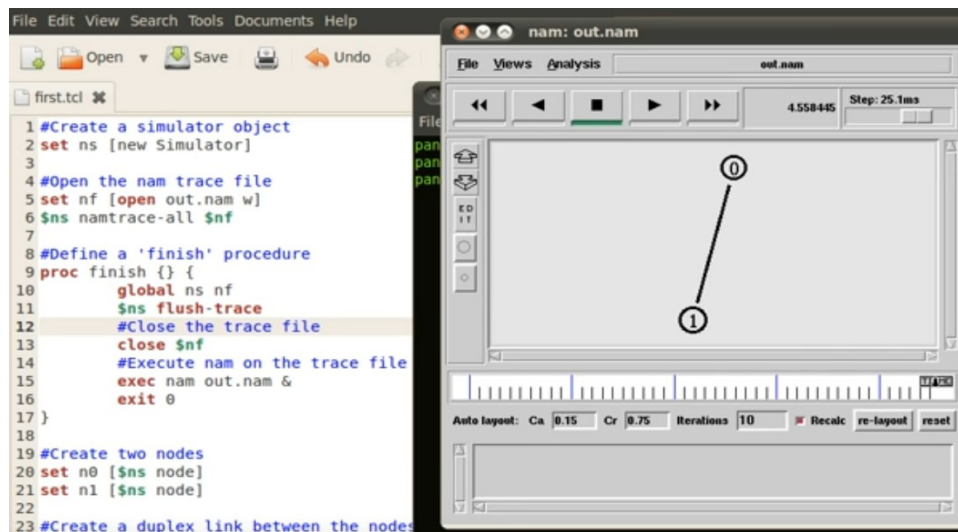 File Edit View Search Tools Documents Help
Open Save Undo
first.tcl
1 #Create a simulator object
2 set ns [new Simulator]
3
4 #Open the nam trace file
5 set nf [open out.nam w]
6 $ns namtrace-all $nf
7
8 #Define a 'finish' procedure
9 proc finish {} {
10         global ns nf
11         $ns flush-trace
12         #Close the trace file
13         close $nf
14         #Execute nam on the trace file
15         exec nam out.nam &
16         exit 0
17 }
18
19 #Create two nodes
20 set n0 [$ns node]
21 set n1 [$ns node]
22
23 #Create a duplex link between the nodes
File
pan
pan
pan
nam: out.nam
File Views Analysis out.nam
4.558445 Step: 25.1ms
ED
IT
0
1
Auto layout: Ca 0.15 Cr 0.75 Iterations 10 Recalc re-layout reset